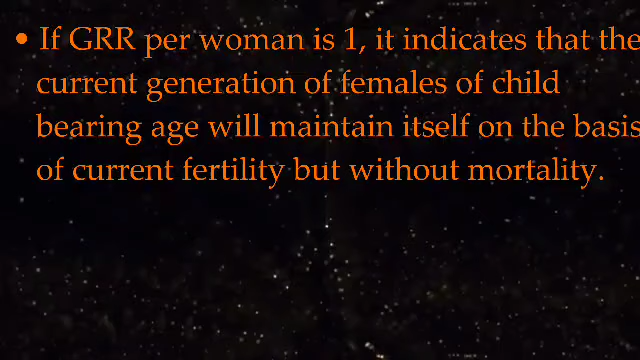 • If GRR per woman is 1, it indicates that the
current generation of females of child
bearing age will maintain itself on the basis
of current fertility but without mortality.